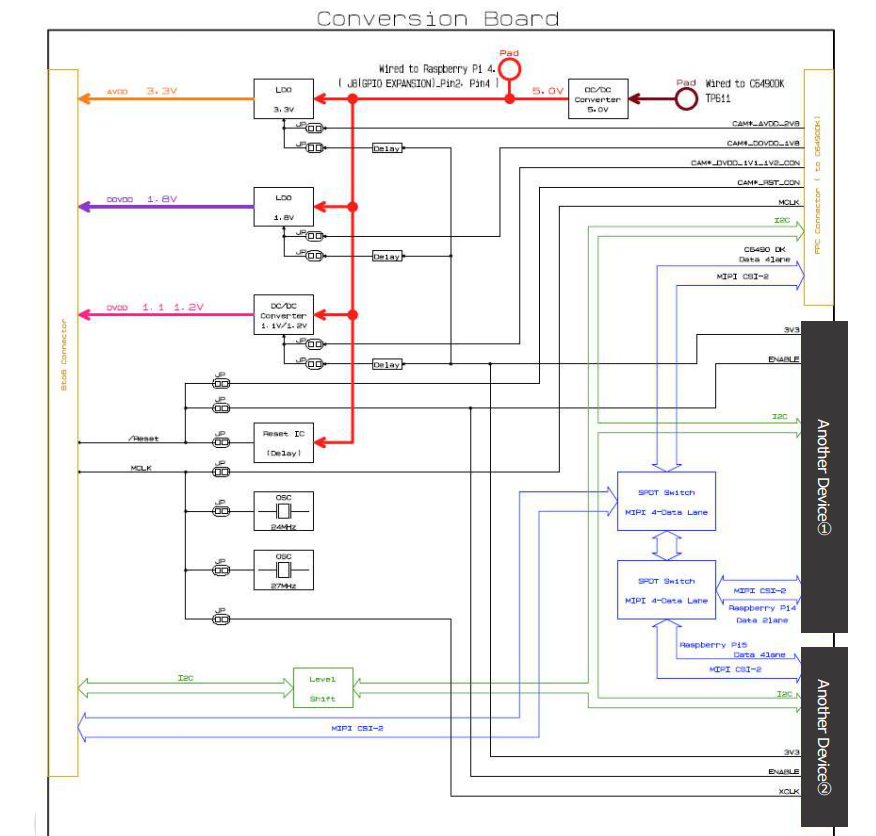 Conversion Board
Pad
Wired to Raspberry Pi 4.
( J8(GPIO EXPANSION)_Pin2, Pin4 )
AVDD 3.3V
LDO
3.3V
5.0V
DC/DC
Converter
5.0V
Pad
Wired to C6490DK
TP611
JP
JP
Delay
CAM*_AVDD_2V8
CAM*_DOVDD_1V8
CAM*_DVDD_1V1_1V2_CON
CAM*_RST_CON
MCLK
I2C
FPC Connector ( to C6490DK)
DOVDD 1.8V
LDO
1.8V
JP
JP
Delay
C6490 DK
Data 4lane
MIPI CSI-2
DVDD 1.1 1.2V
DC/DC
Converter
1.1V/1.2V
JP
JP
Delay
3V3
ENABLE
BtoB Connector
JP
JP
JP
/Reset
Reset IC
(Delay)
I2C
Another Device①
MCLK
JP
JP
OSC
24MHz
SPDT Switch
MIPI 4-Data Lane
JP
OSC
27MHz
SPDT Switch
MIPI 4-Data Lane
MIPI CSI-2
Raspberry Pi4
Data 2lane
JP
Raspberry Pi5
Data 4lane
MIPI CSI-2
I2C
Level
Shift
I2C
Another Device②
MIPI CSI-2
3V3
ENABLE
XCLK